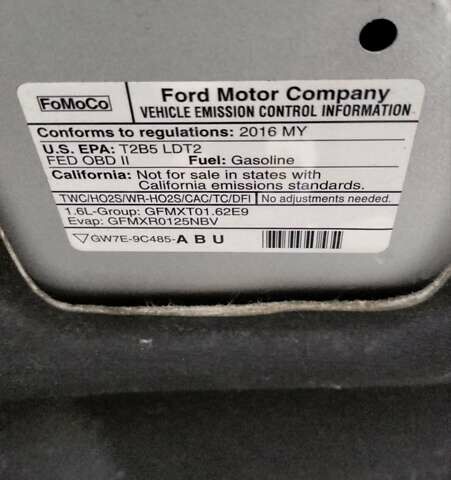 FoMoCo
Ford Motor Company
VEHICLE EMISSION CONTROL INFORMATION
Conforms to regulations: 2016 MY
U.S. EPA: T2B5 LDT2
FED OBD II Fuel: Gasoline
California: Not for sale in states with
California emissions standards.
TWC/HO2S/WR-HO2S/CAC/TC/DFI No adjustments needed.
1.6L-Group: GFMXT01.62E9
Evap: GFMXR0125NBV
GW7E-9C485-A B U